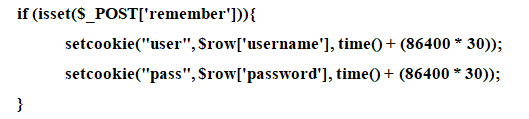 if (isset($_POST['remember'])){
setcookie("user", $row['username'], time() + (86400 * 30));
setcookie("pass", $row['password'], time() + (86400 * 30));
}